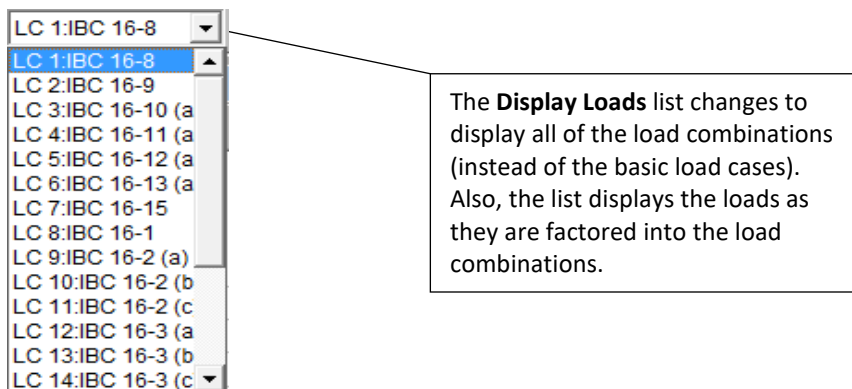 LC 1:IBC 16-8
LC 1:IBC 16-8
LC 2:IBC 16-9
LC 3:IBC 16-10 (a
LC 4:IBC 16-11 (a
LC 5:IBC 16-12 (a
LC 6:IBC 16-13 (a
LC 7:IBC 16-15
LC 8:IBC 16-1
LC 9:IBC 16-2 (a)
LC 10:IBC 16-2 (b
LC 11:IBC 16-2 (c
LC 12:IBC 16-3 (a
LC 13:IBC 16-3 (b
LC 14:IBC 16-3 (c
The Display Loads list changes to
display all of the load combinations
(instead of the basic load cases).
Also, the list displays the loads as
they are factored into the load
combinations.